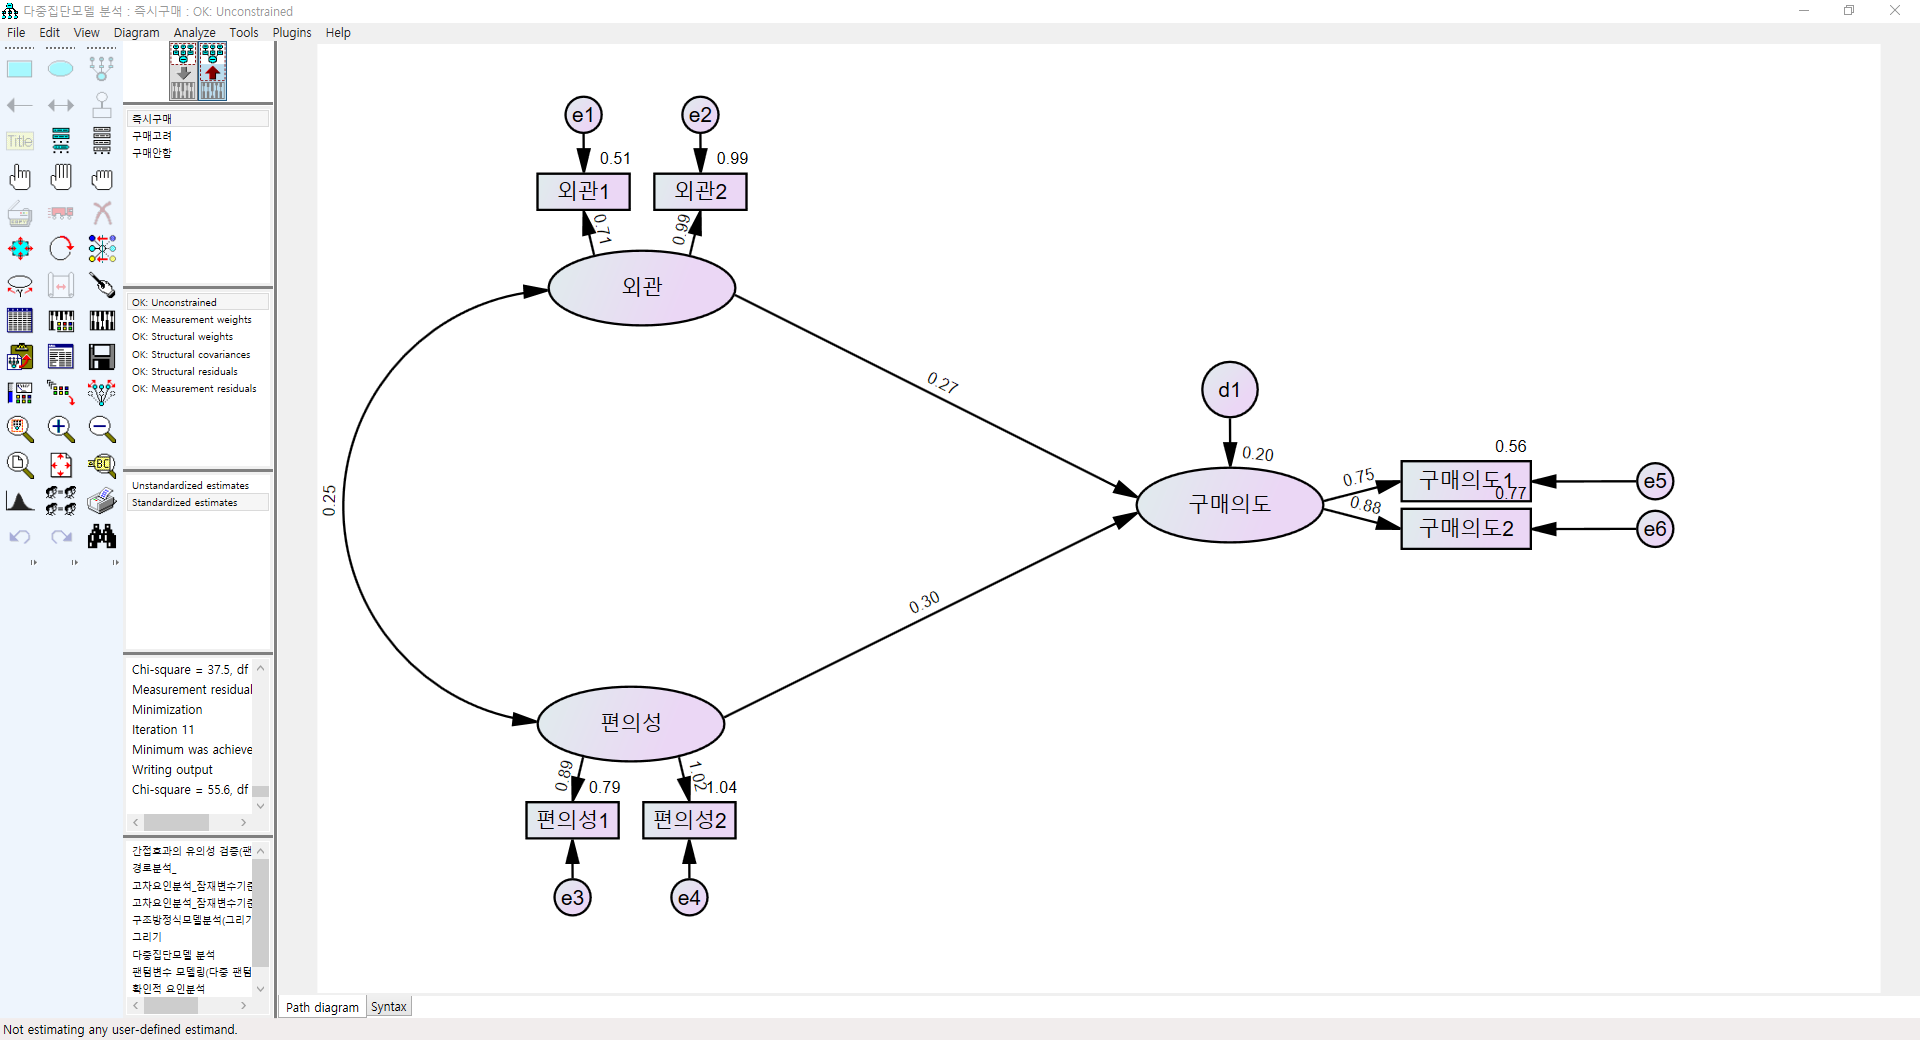 다중집단모델 분석 : 즉시구매 : OK: Unconstrained
File Edit View Diagram Analyze Tools Plugins Help
Title
즉시구매
구매고려
구매안함
OK: Unconstrained
OK: Measurement weights
OK: Structural weights
OK: Structural covariances
OK: Structural residuals
OK: Measurement residuals
Unstandardized estimates
Standardized estimates
Chi-square = 37.5, df
Measurement residual
Minimization
Iteration 11
Minimum was achieve
Writing output
Chi-square = 55.6, df
간접효과의 유의성 검증(팬
경로분석_
고차요인분석_잠재변수기준
고차요인분석_잠재변수기준
구조방정식모델분석(그리기
그리기
다중집단모델 분석
팬텀변수 모델링(다중 팬텀
확인적 요인분석
e1 e2
0.51 0.99
외관1 외관2
0.71 0.99
외관
0.27
d1
0.20
0.25
구매의도
0.56
0.75
구매의도1 e5
0.77
0.88
구매의도2 e6
0.30
편의성
0.89 1.02
0.79 1.04
편의성1 편의성2
e3 e4
Path diagram Syntax
Not estimating any user-defined estimand.